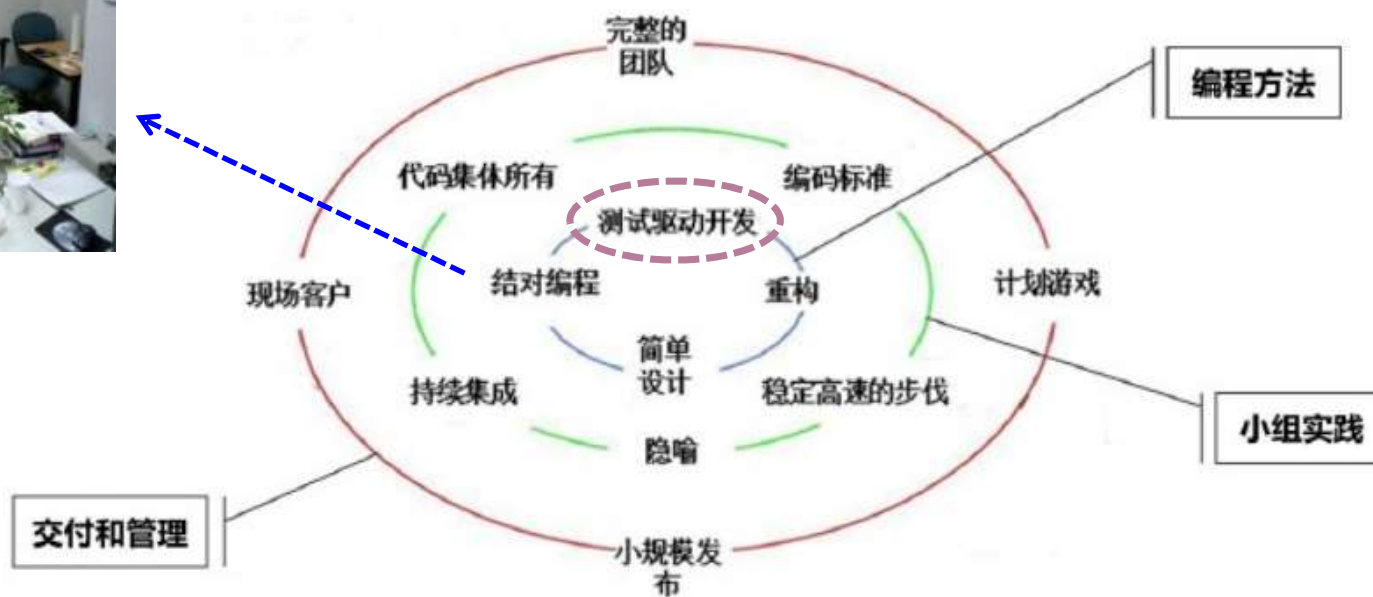 完整的
团队
编程方法
代码集体所有
编码标准
测试驱动开发
现场客户
结对编程
重构
计划游戏
简单
设计
持续集成
稳定高速的步伐
小组实践
隐喻
交付和管理
小规模发
布